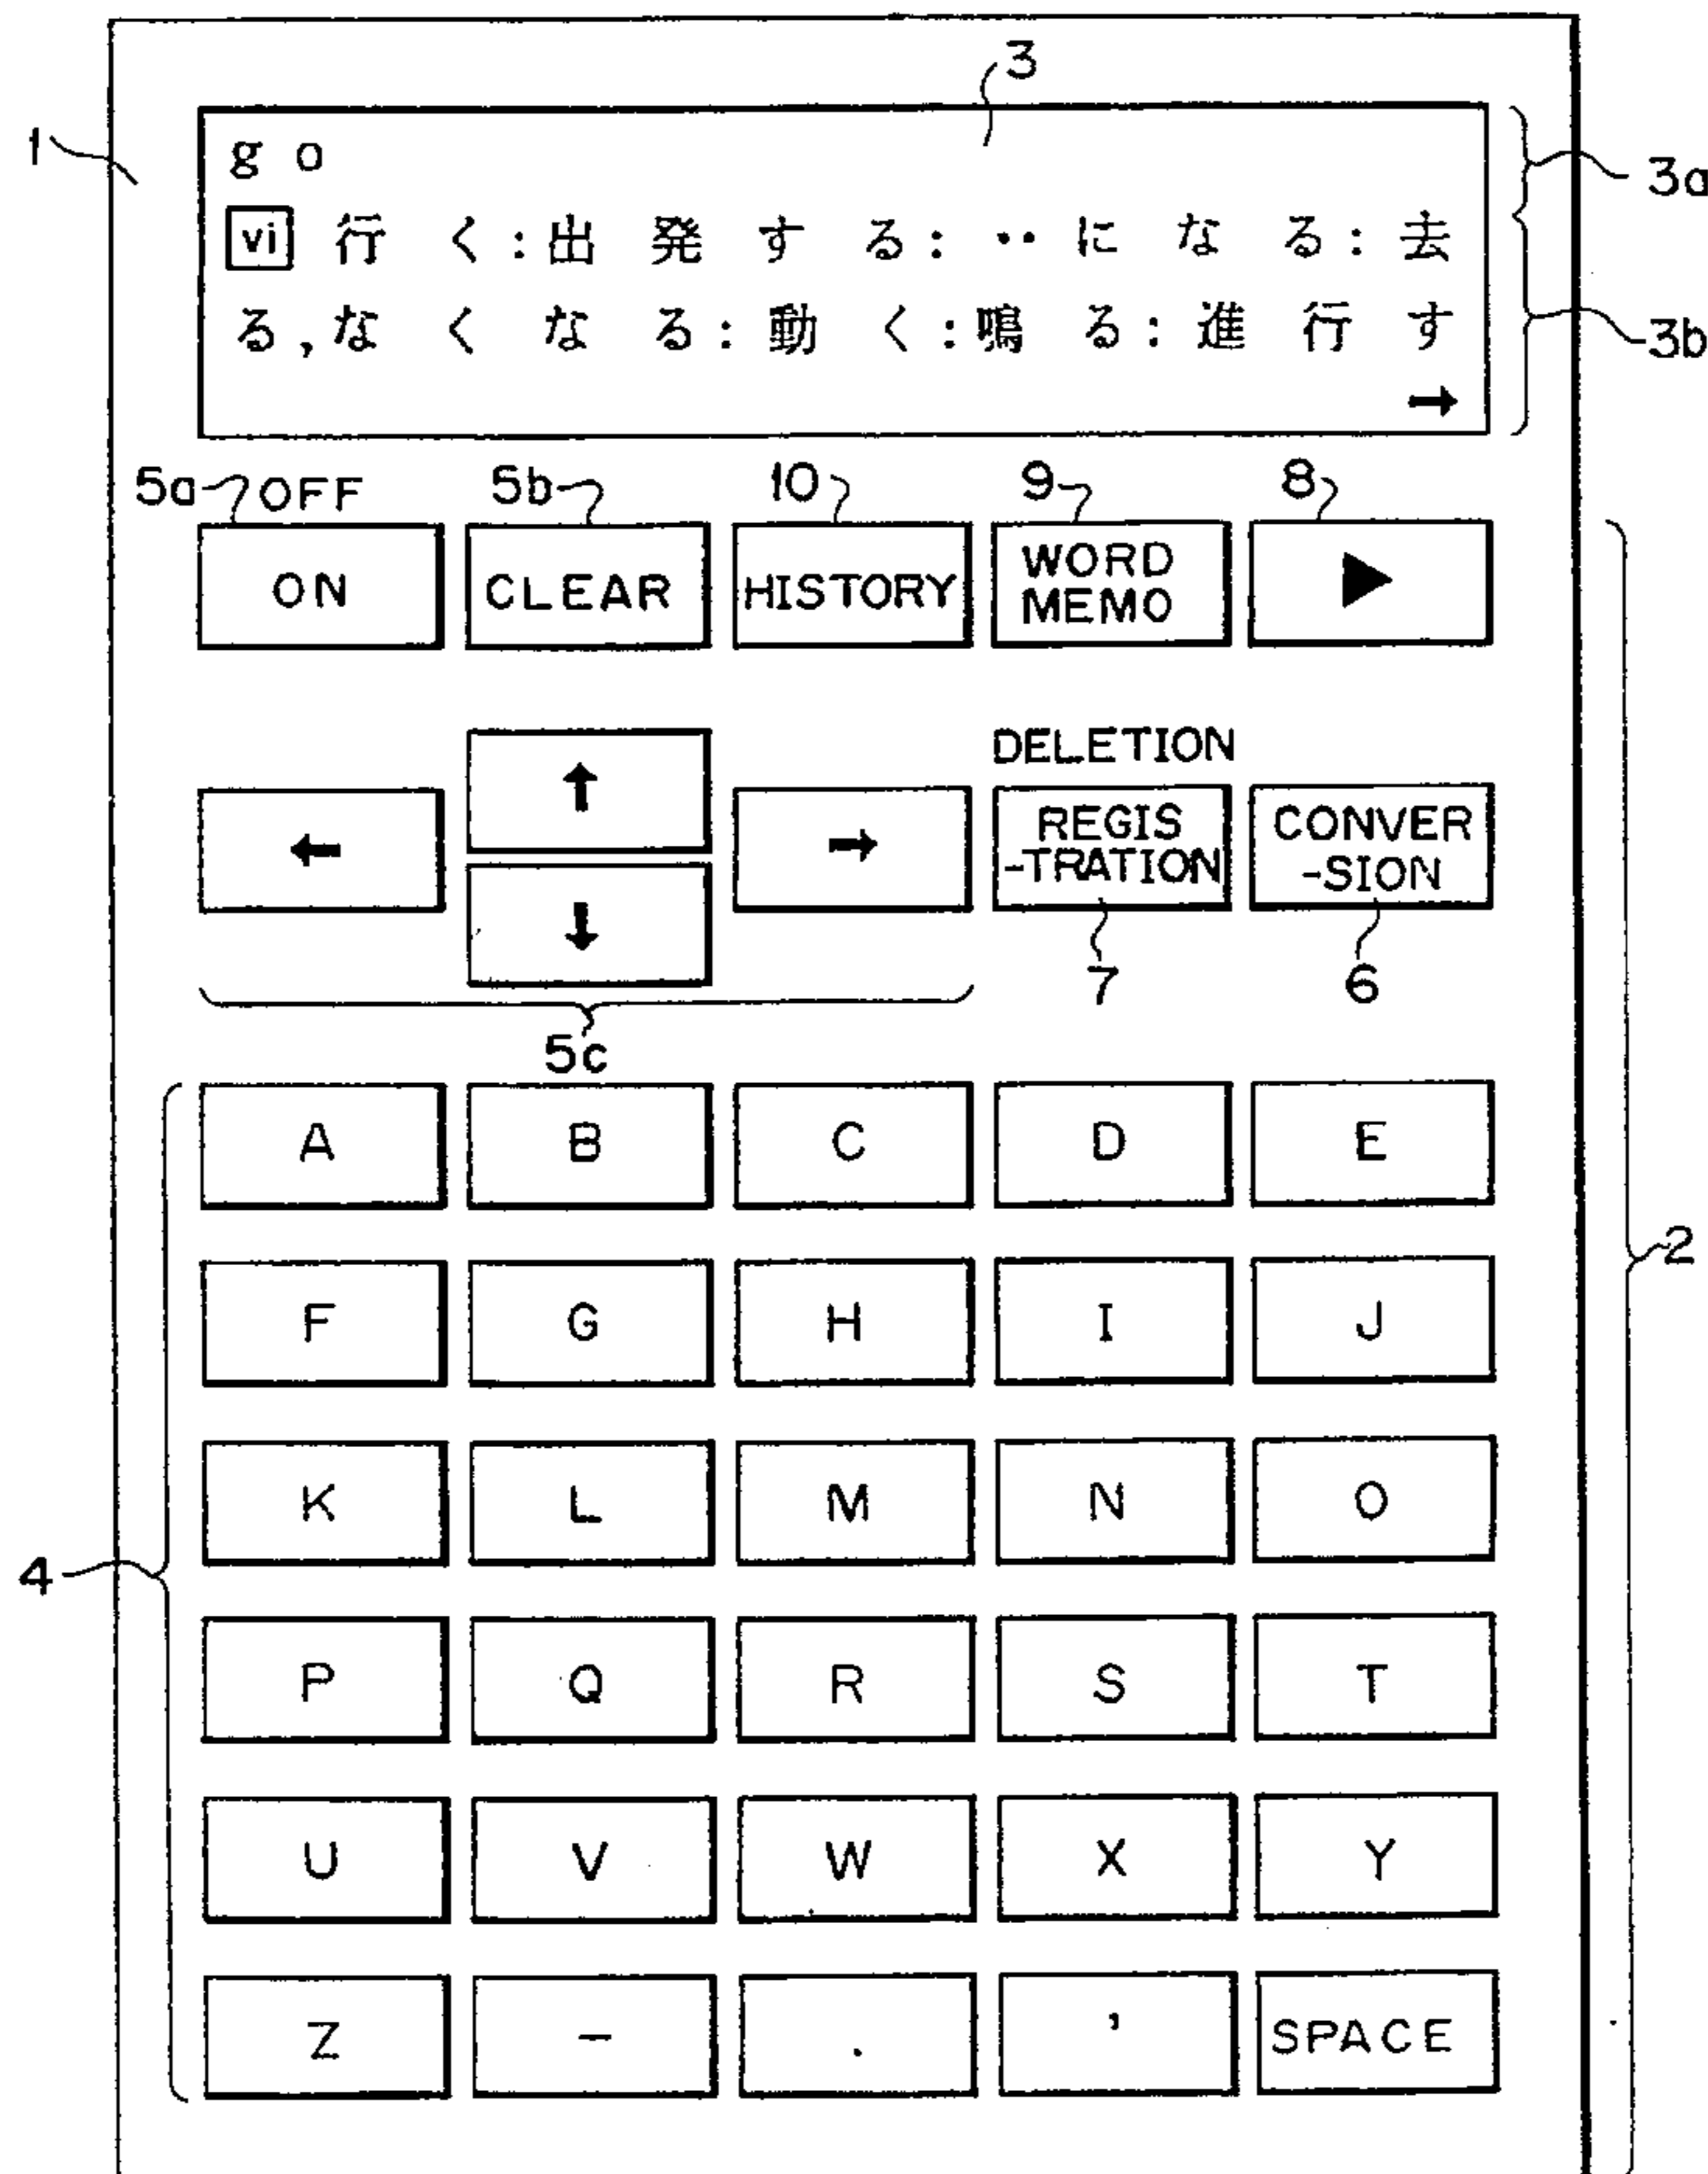 3
1
g o
3a
vi 行く:出発する:‥になる:去
る,なくなる:動く:鳴る:進行す
3b
→
5a OFF 5b 10 9 8
ON CLEAR HISTORY WORD MEMO ▶
DELETION
← ↑ ↓ → REGIS-TRATION CONVER-SION
7 6
5c
A B C D E
2
F G H I J
K L M N O
4
P Q R S T
U V W X Y
Z - . , SPACE